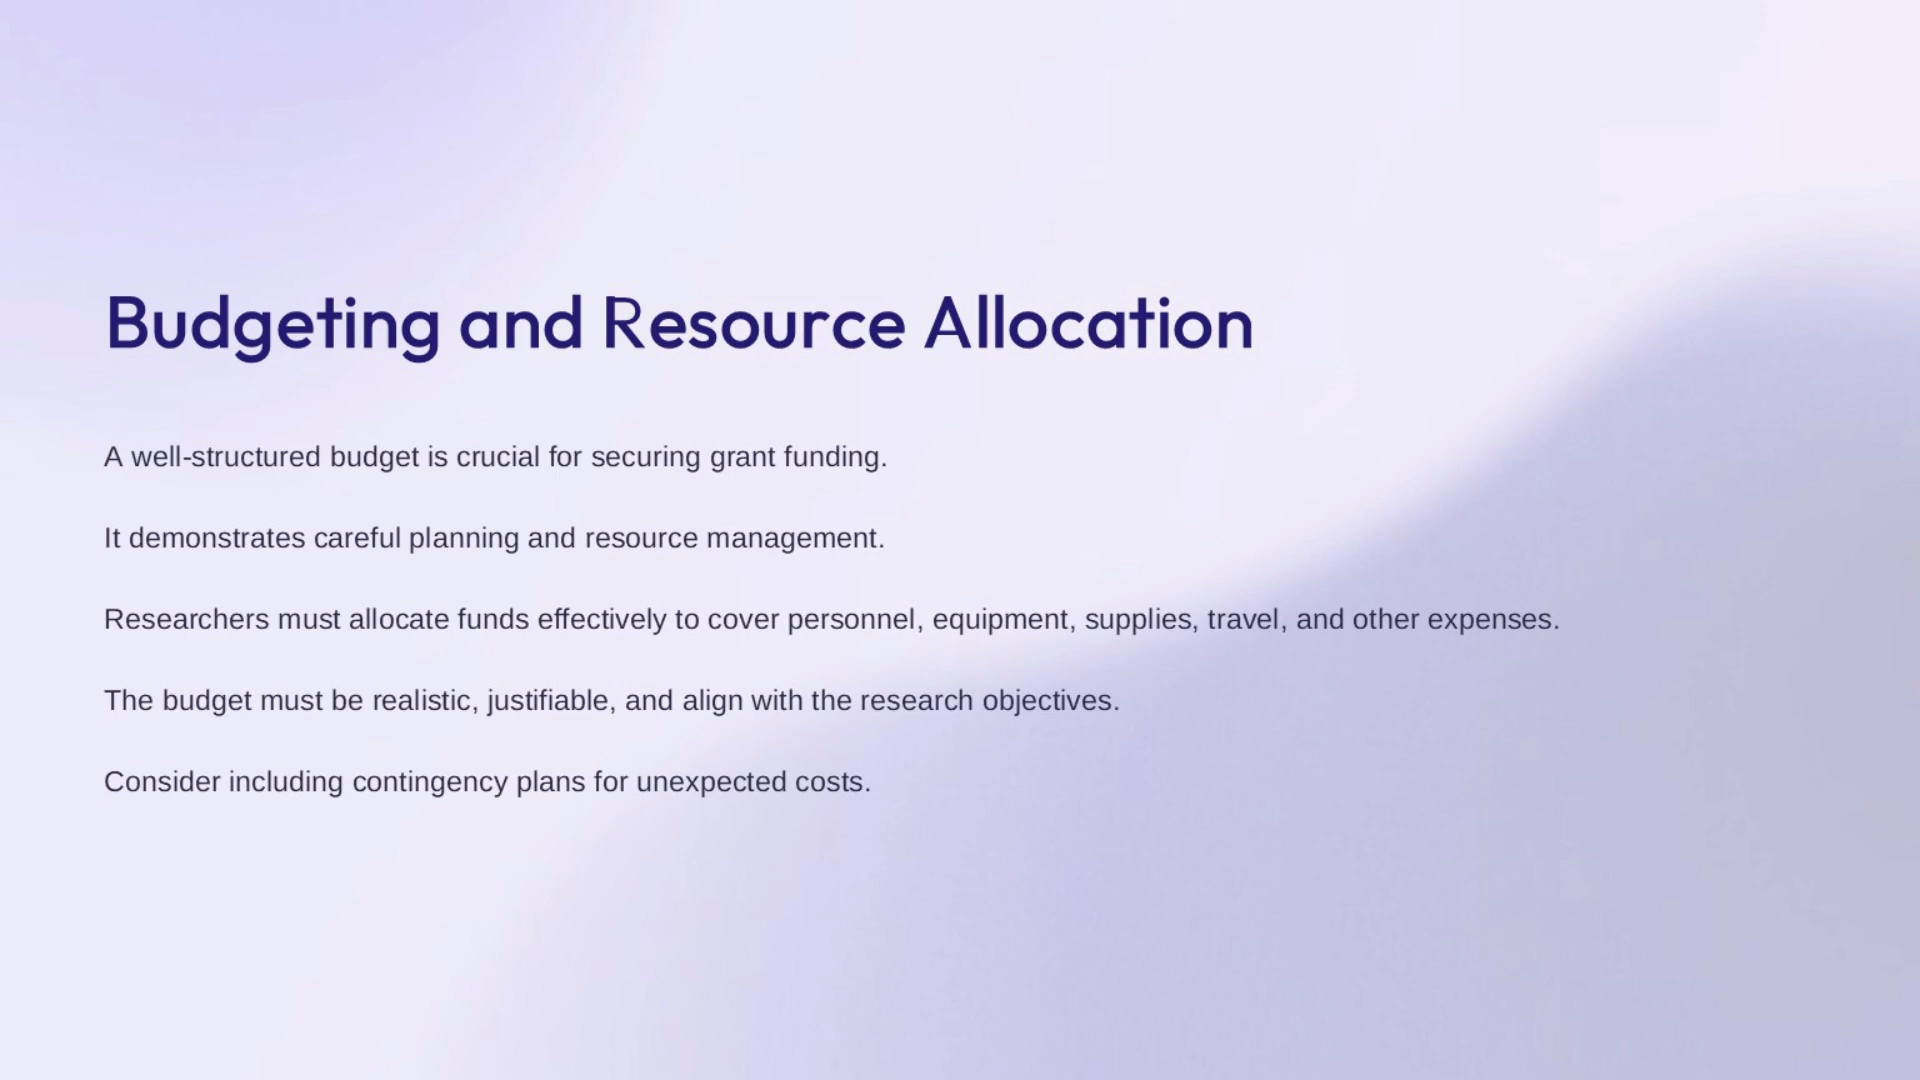 Budgeting and Resource Allocation
A well-structured budget is crucial for securing grant funding.
It demonstrates careful planning and resource management.
Researchers must allocate funds effectively to cover personnel, equipment, supplies, travel, and other expenses.
The budget must be realistic, justifiable, and align with the research objectives.
Consider including contingency plans for unexpected costs.